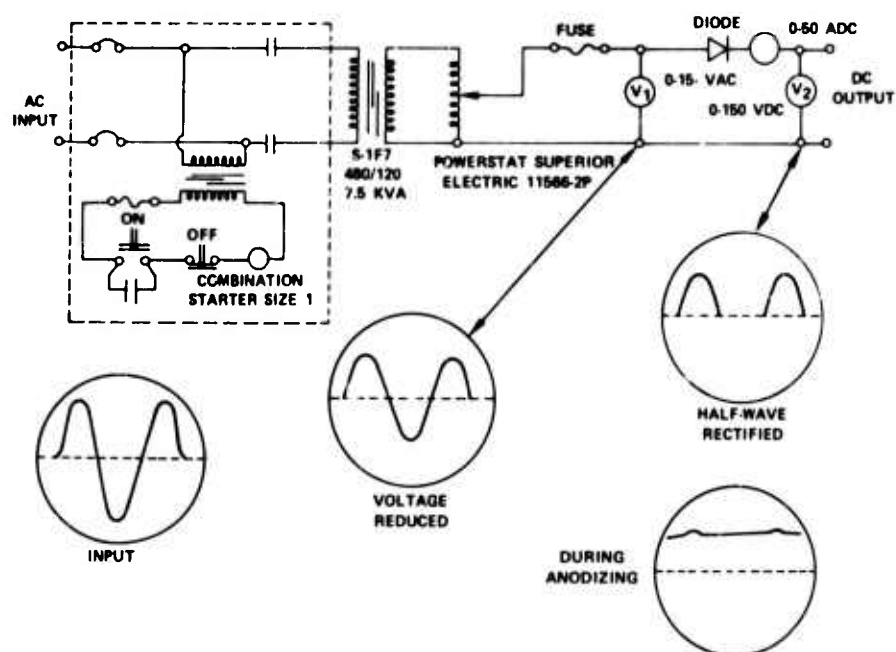 FUSE
DIODE
0-50 ADC
AC
INPUT
V1
0-15- VAC
V2
0-150 VDC
DC
OUTPUT
S-1F7
480/120
7.5 KVA
POWERSTAT SUPERIOR
ELECTRIC 11566-2P
ON
OFF
COMBINATION
STARTER SIZE 1
INPUT
VOLTAGE
REDUCED
HALF-WAVE
RECTIFIED
DURING
ANODIZING